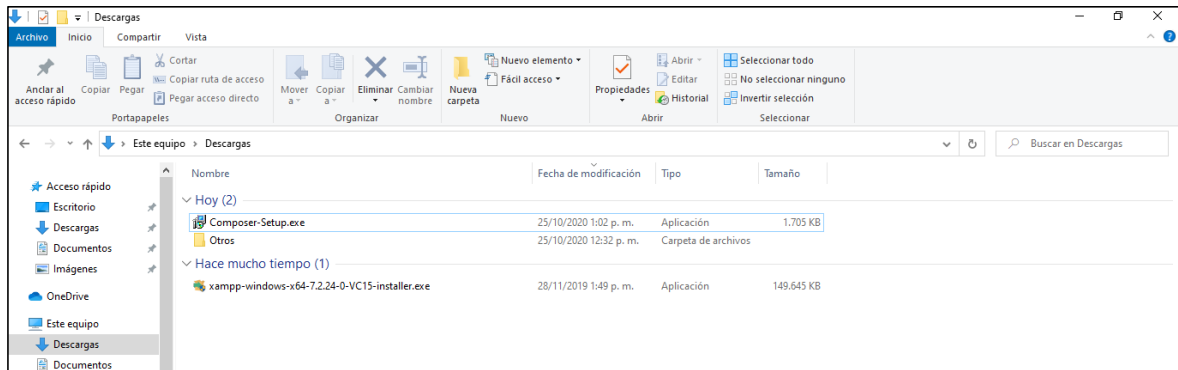 Descargas
Archivo Inicio Compartir Vista
Anclar al acceso rápido
Copiar
Pegar
Cortar
Copiar ruta de acceso
Pegar acceso directo
Portapapeles
Mover a
Copiar a
Eliminar
Cambiar nombre
Organizar
Nueva carpeta
Nuevo elemento
Fácil acceso
Nuevo
Propiedades
Abrir
Editar
Historial
Abrir
Seleccionar todo
No seleccionar ninguno
Invertir selección
Seleccionar
Este equipo > Descargas
Buscar en Descargas
Acceso rápido
Escritorio
Descargas
Documentos
Imágenes
OneDrive
Este equipo
Descargas
Documentos
Nombre Fecha de modificación Tipo Tamaño
Hoy (2)
Composer-Setup.exe 25/10/2020 1:02 p. m. Aplicación 1.705 KB
Otros 25/10/2020 12:32 p. m. Carpeta de archivos
Hace mucho tiempo (1)
xampp-windows-x64-7.2.24-0-VC15-installer.exe 28/11/2019 1:49 p. m. Aplicación 149.645 KB